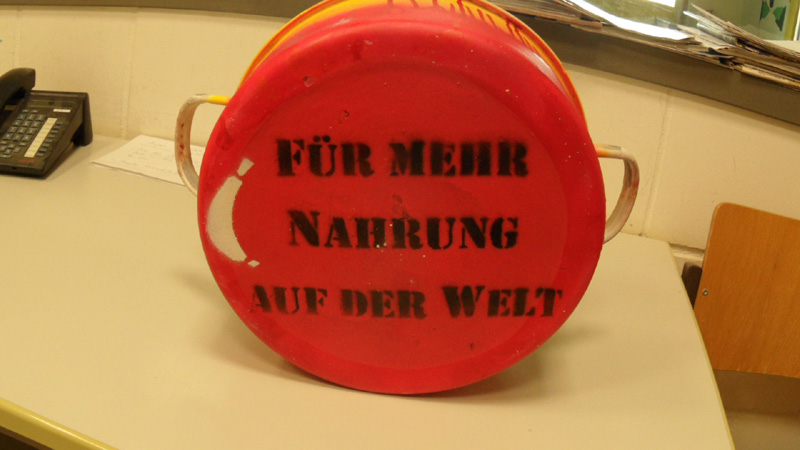 FÜR MEHR
NAHRUNG
AUF DER WELT